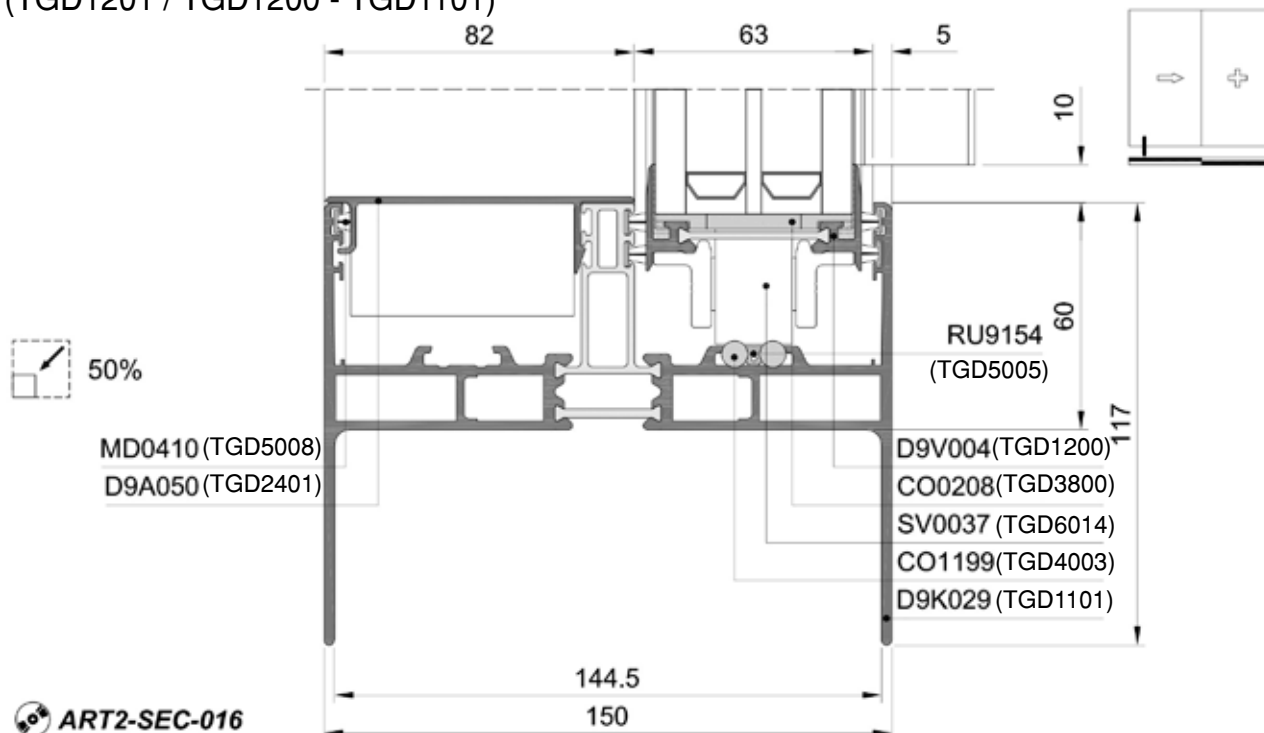 (TGD1201 / TGD1200 - TGD1101)
82
63
5
10
60
117
50%
RU9154
(TGD5005)
MD0410 (TGD5008)
D9A050 (TGD2401)
D9V004 (TGD1200)
CO0208 (TGD3800)
SV0037 (TGD6014)
CO1199 (TGD4003)
D9K029 (TGD1101)
144.5
150
ART2-SEC-016